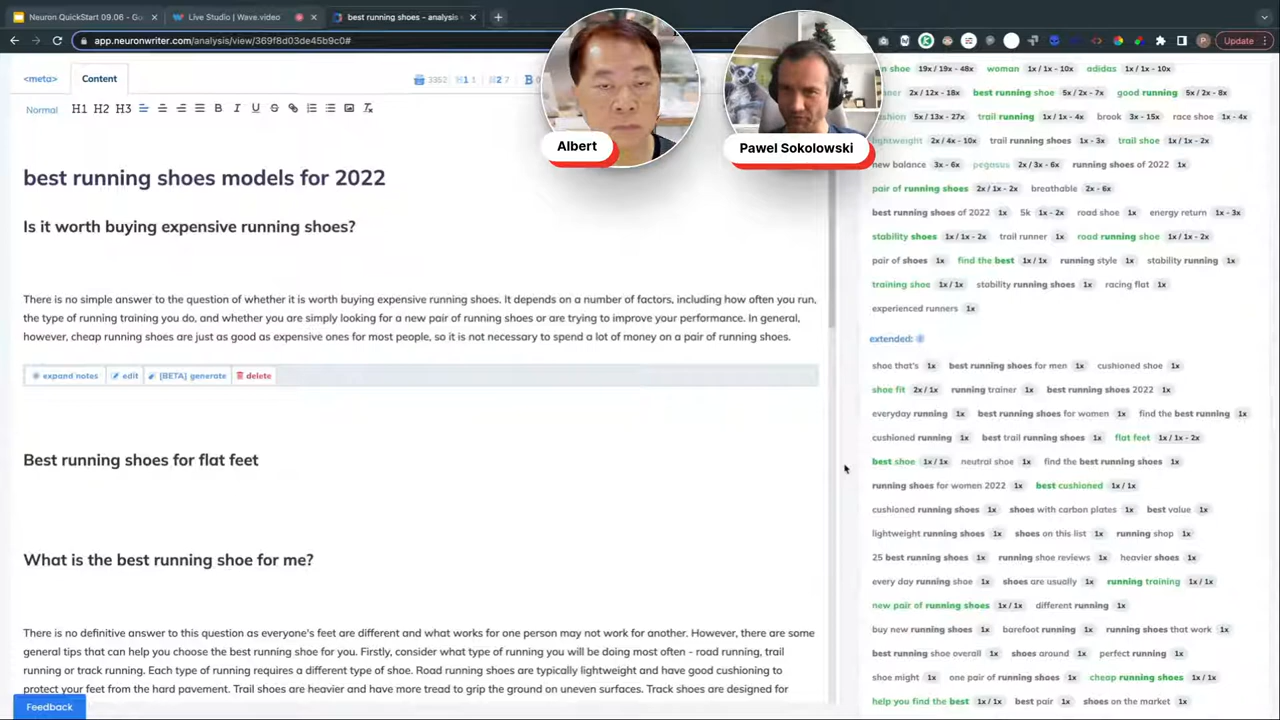 Neuron QuickStart 09.06 - Go
Live Studio | Wave.video
best running shoes - analysis
app.neuronwriter.com/analysis/view/369f8d03de45b9c0#
Update
<meta>
Content
3352
H1 1
H2 7
Normal
H1 H2 H3
Albert
Pawel Sokolowski
best running shoes models for 2022
Is it worth buying expensive running shoes?
There is no simple answer to the question of whether it is worth buying expensive running shoes. It depends on a number of factors, including how often you run,
the type of running training you do, and whether you are simply looking for a new pair of running shoes or are trying to improve your performance. In general,
however, cheap running shoes are just as good as expensive ones for most people, so it is not necessary to spend a lot of money on a pair of running shoes.
expand notes edit [BETA] generate delete
Best running shoes for flat feet
What is the best running shoe for me?
There is no definitive answer to this question as everyone's feet are different and what works for one person may not work for another. However, there are some
general tips that can help you choose the best running shoe for you. Firstly, consider what type of running you will be doing most often - road running, trail
running or track running. Each type of running requires a different type of shoe. Road running shoes are typically lightweight and have good cushioning to
protect your feet from the hard pavement. Trail shoes are heavier and have more tread to grip the ground on uneven surfaces. Track shoes are designed for
Feedback
shoe 19x / 19x - 48x woman 1x / 1x - 10x adidas 1x / 1x - 10x
2x / 12x - 18x best running shoe 5x / 2x - 7x good running 5x / 2x - 8x
5x / 13x - 27x trail running 1x / 1x - 4x brook 3x - 15x race shoe 1x - 4x
lightweight 2x / 4x - 10x trail running shoes 1x - 3x trail shoe 1x / 1x - 2x
new balance 3x - 6x pegasus 2x / 3x - 6x running shoes of 2022 1x
pair of running shoes 2x / 1x - 2x breathable 2x - 6x
best running shoes of 2022 1x 5k 1x - 2x road shoe 1x energy return 1x - 3x
stability shoes 1x / 1x - 2x trail runner 1x road running shoe 1x / 1x - 2x
pair of shoes 1x find the best 1x / 1x running style 1x stability running 1x
training shoe 1x / 1x stability running shoes 1x racing flat 1x
experienced runners 1x
extended:
shoe that's 1x best running shoes for men 1x cushioned shoe 1x
shoe fit 2x / 1x running trainer 1x best running shoes 2022 1x
everyday running 1x best running shoes for women 1x find the best running 1x
cushioned running 1x best trail running shoes 1x flat feet 1x / 1x - 2x
best shoe 1x / 1x neutral shoe 1x find the best running shoes 1x
running shoes for women 2022 1x best cushioned 1x / 1x
cushioned running shoes 1x shoes with carbon plates 1x best value 1x
lightweight running shoes 1x shoes on this list 1x running shop 1x
25 best running shoes 1x running shoe reviews 1x heavier shoes 1x
every day running shoe 1x shoes are usually 1x running training 1x / 1x
new pair of running shoes 1x / 1x different running 1x
buy new running shoes 1x barefoot running 1x running shoes that work 1x
best running shoe overall 1x shoes around 1x perfect running 1x
shoe might 1x one pair of running shoes 1x cheap running shoes 1x / 1x
help you find the best 1x / 1x best pair 1x shoes on the market 1x